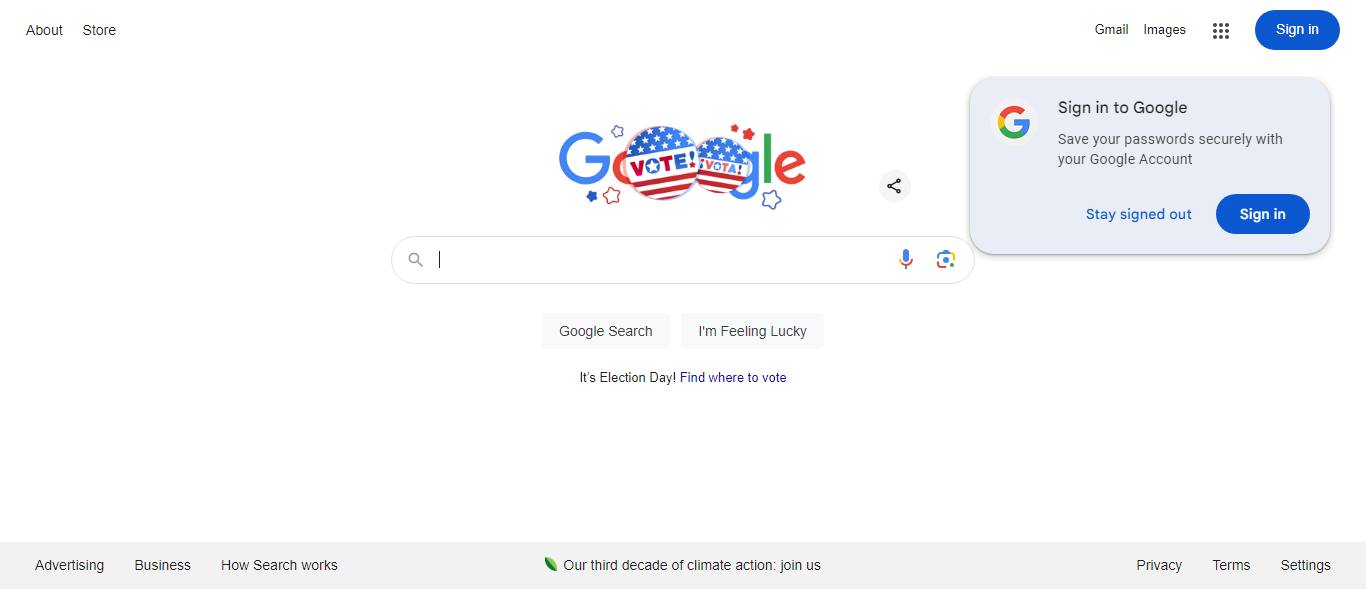 About Store
Gmail Images
Sign in
Google
VOTE!
¡VOTA!
Sign in to Google
Save your passwords securely with
your Google Account
Stay signed out
Sign in
Google Search
I'm Feeling Lucky
It's Election Day! Find where to vote
Advertising Business How Search works
Our third decade of climate action: join us
Privacy Terms Settings